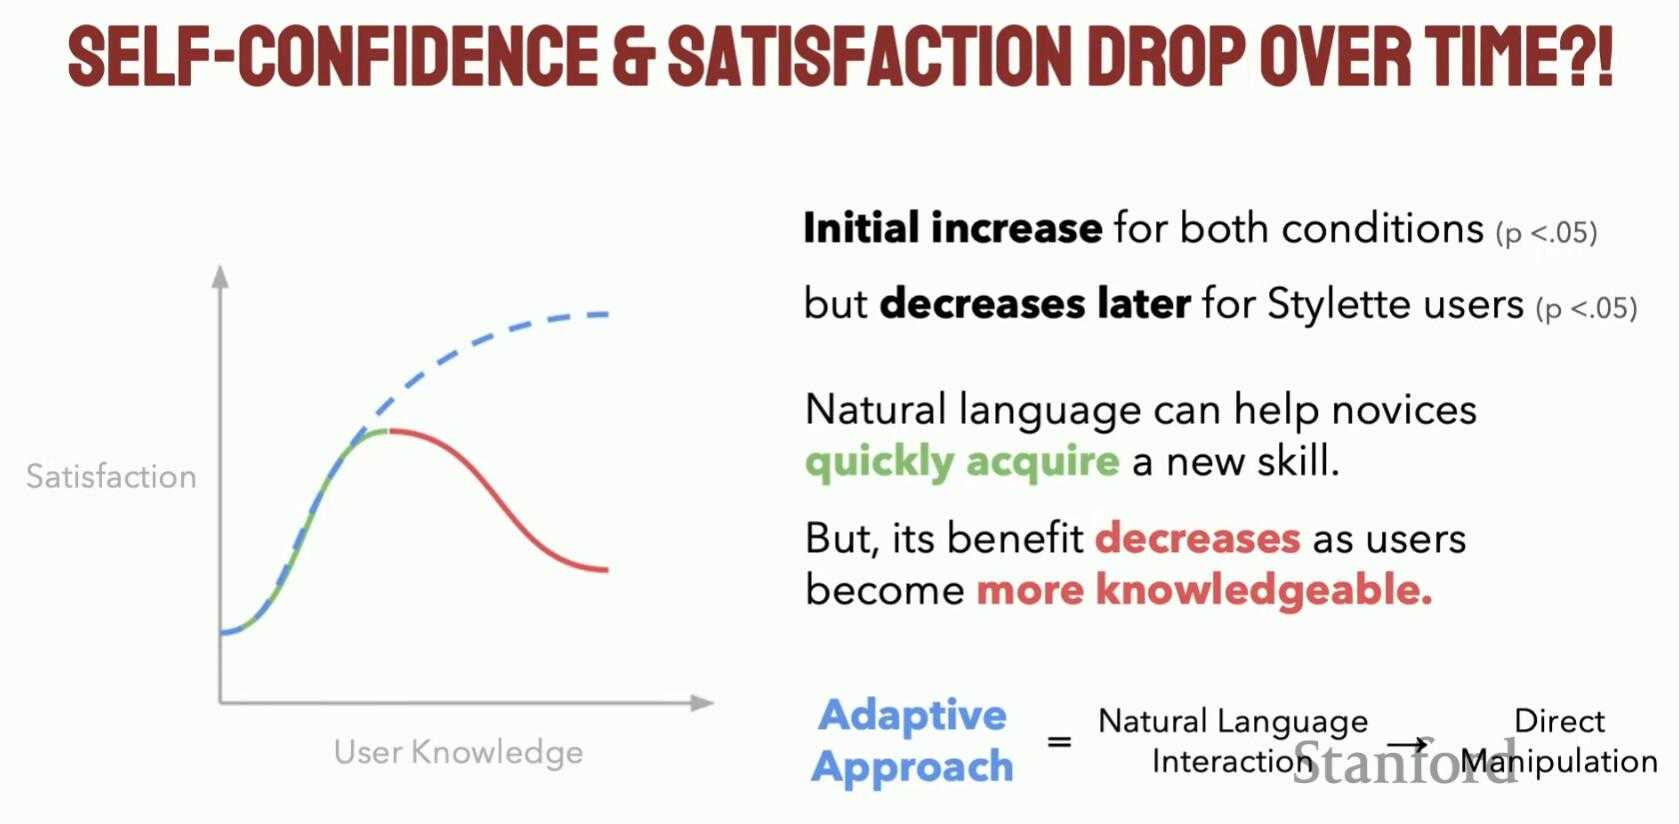 SELF-CONFIDENCE & SATISFACTION DROP OVER TIME?!
Satisfaction
User Knowledge
Initial increase for both conditions (p <.05)
but decreases later for Stylette users (p <.05)
Natural language can help novices
quickly acquire a new skill.
But, its benefit decreases as users
become more knowledgeable.
Adaptive
Approach
=
Natural Language
Interaction
→
Direct
Manipulation
Stanford